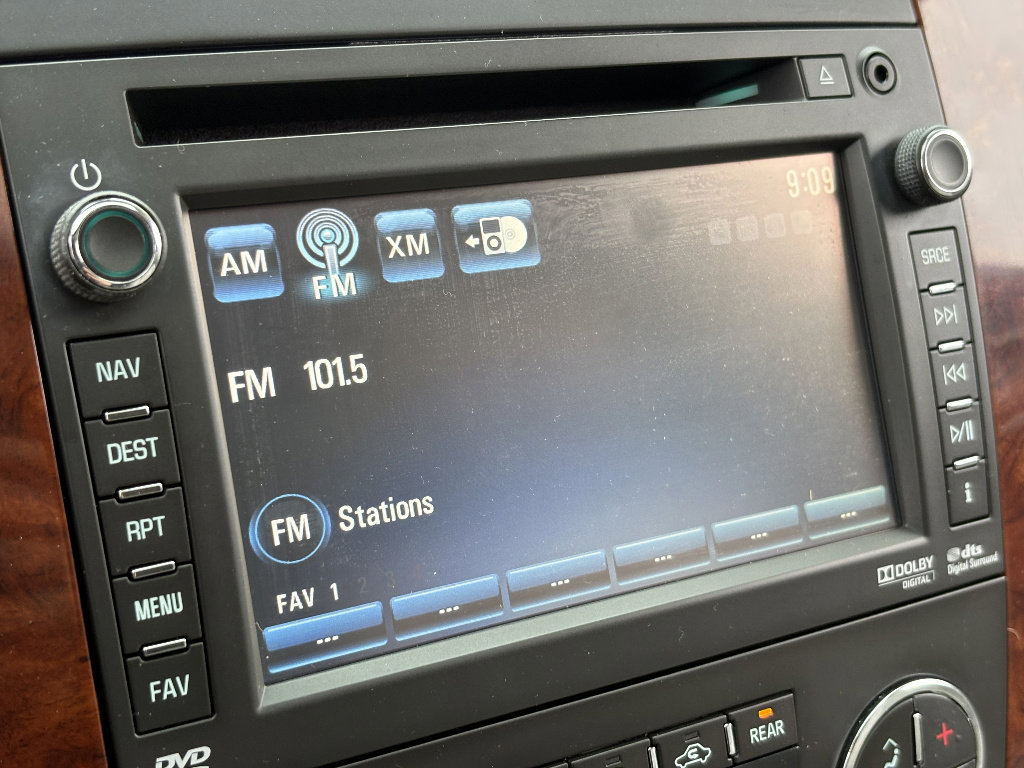 9:09
AM
FM
XM
SRCE
NAV
FM 101.5
DEST
RPT
FM Stations
i
MENU
FAV 1
... ... ... ... ... ...
FAV
DOLBY
DIGITAL
dts
Digital Surround
DVD
REAR